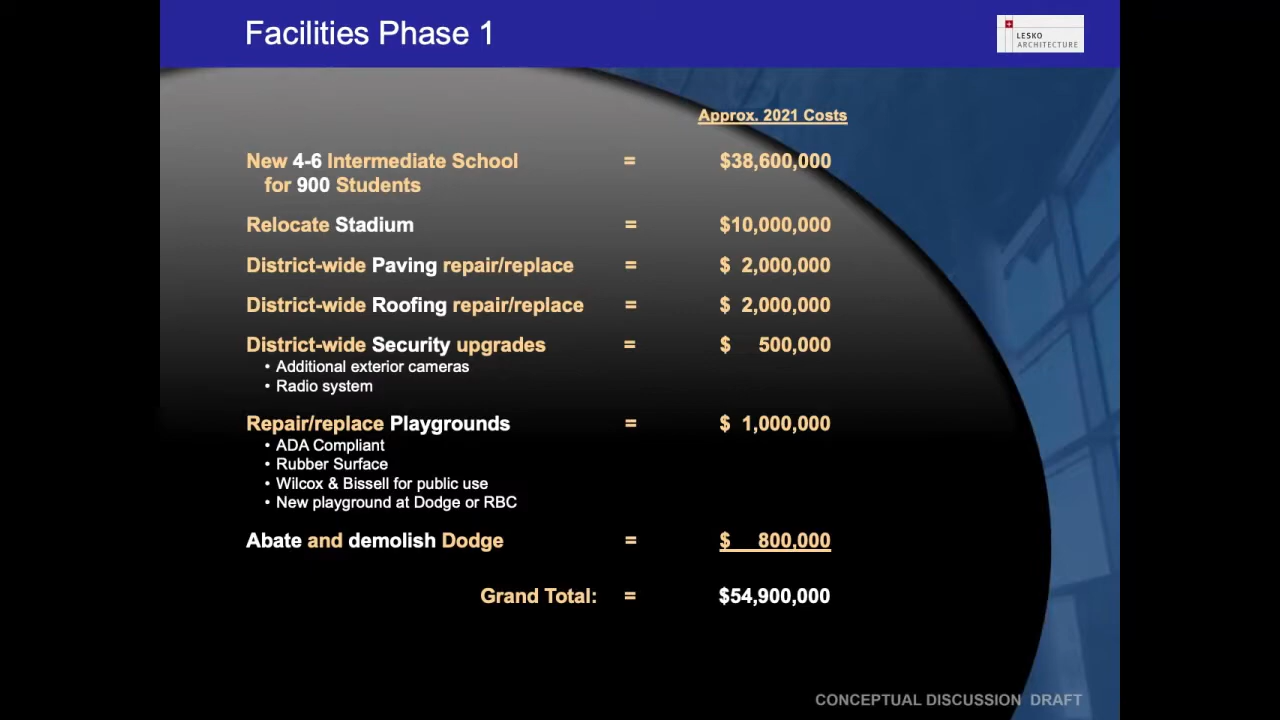 Facilities Phase 1
LESKO
ARCHITECTURE
Approx. 2021 Costs
New 4-6 Intermediate School = $38,600,000
for 900 Students
Relocate Stadium = $10,000,000
District-wide Paving repair/replace = $ 2,000,000
District-wide Roofing repair/replace = $ 2,000,000
District-wide Security upgrades = $ 500,000
• Additional exterior cameras
• Radio system
Repair/replace Playgrounds = $ 1,000,000
• ADA Compliant
• Rubber Surface
• Wilcox & Bissell for public use
• New playground at Dodge or RBC
Abate and demolish Dodge = $ 800,000
Grand Total: = $54,900,000
CONCEPTUAL DISCUSSION DRAFT